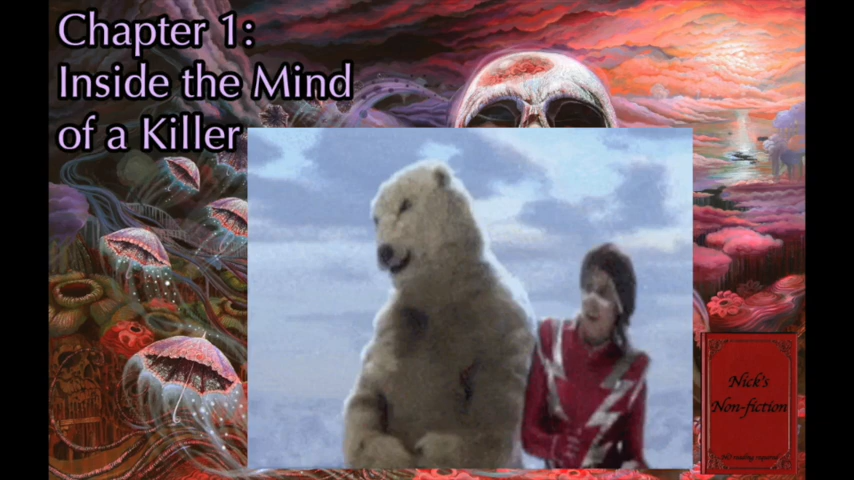 Chapter 1:
Inside the Mind
of a Killer
Nick's
Non-fiction